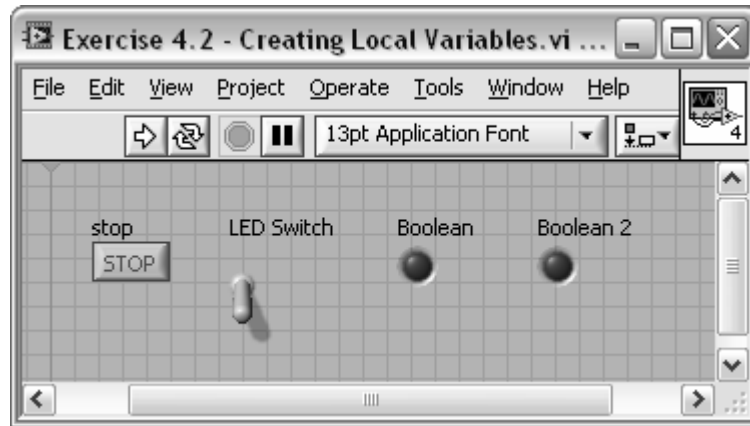 Exercise 4.2 - Creating Local Variables.vi ...
File Edit View Project Operate Tools Window Help
13pt Application Font
4
stop LED Switch Boolean Boolean 2
STOP